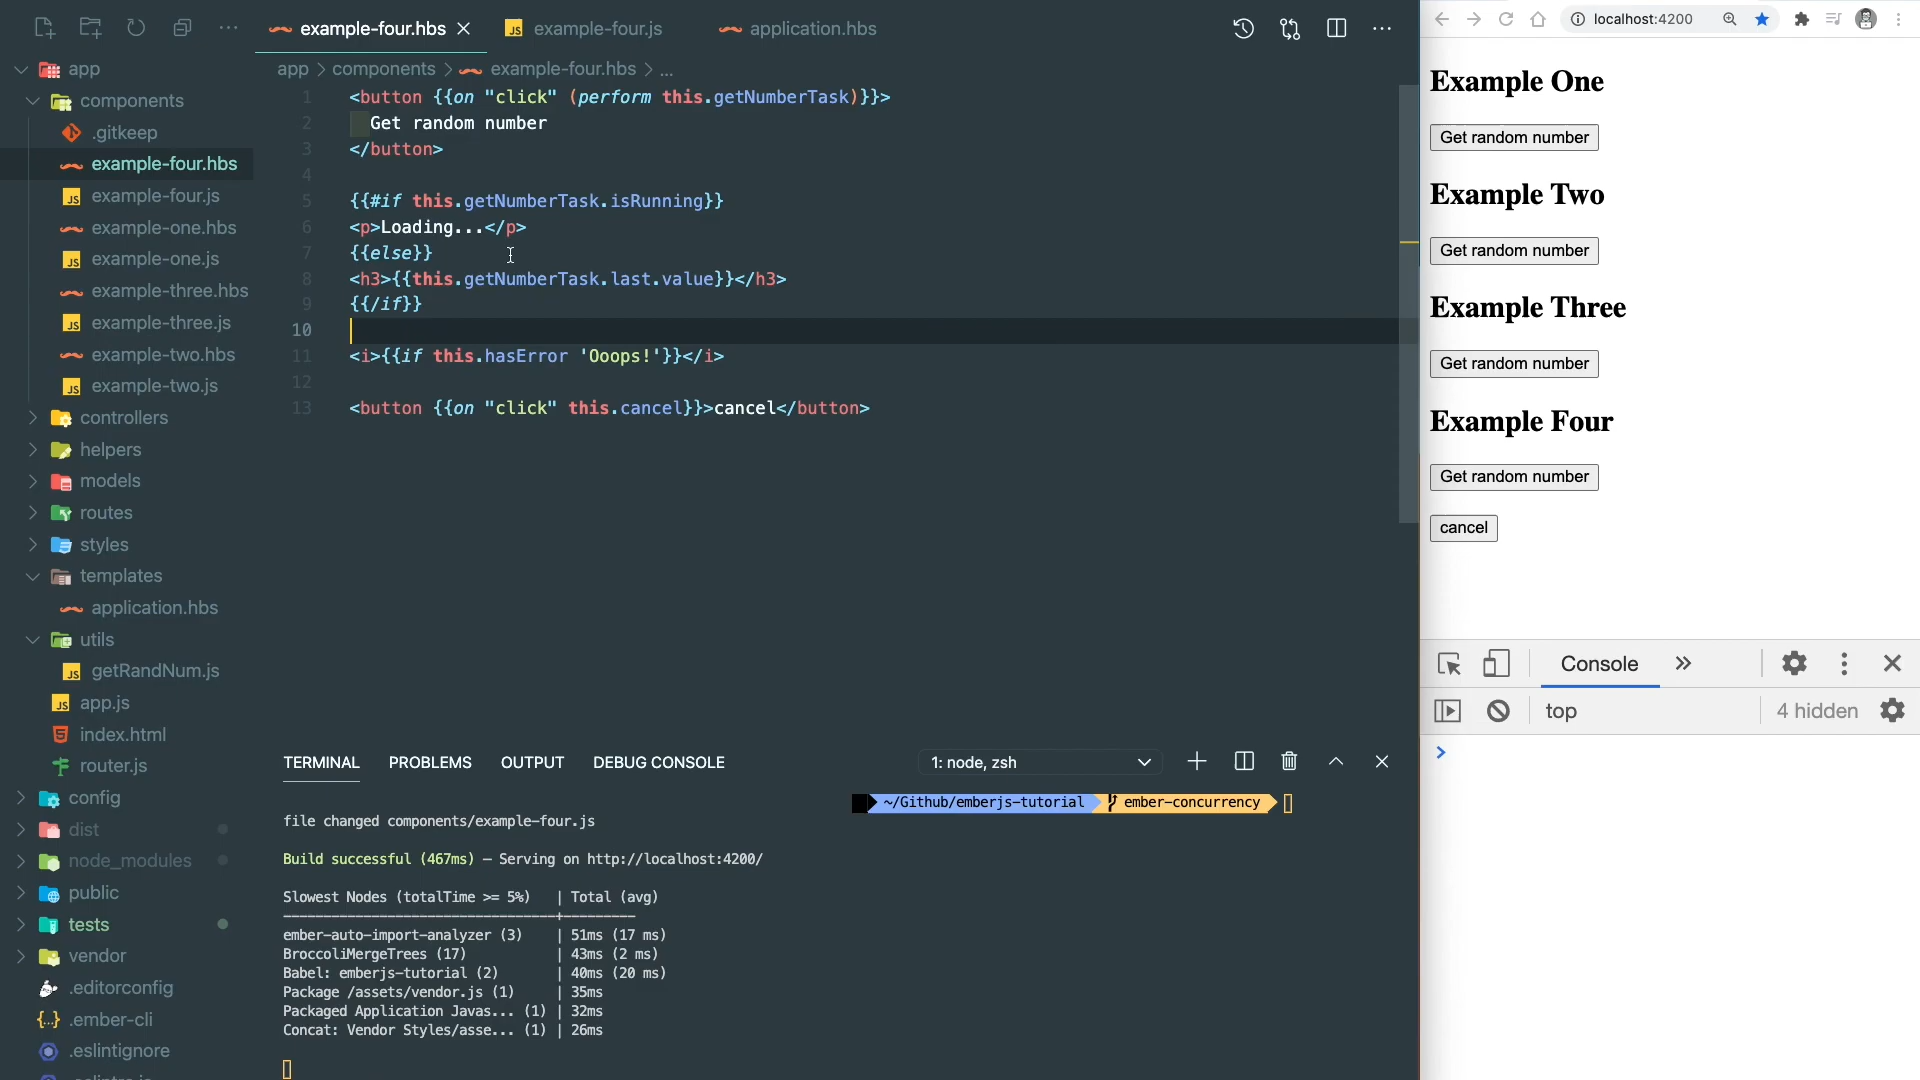 example-four.hbs
example-four.js
application.hbs
app > components > example-four.hbs > ...
app
components
.gitkeep
example-four.hbs
example-four.js
example-one.hbs
example-one.js
example-three.hbs
example-three.js
example-two.hbs
example-two.js
controllers
helpers
models
routes
styles
templates
application.hbs
utils
getRandNum.js
app.js
index.html
router.js
config
dist
node_modules
public
tests
vendor
.editorconfig
.ember-cli
.eslintignore
1 <button {{on "click" (perform this.getNumberTask)}}>
2 Get random number
3 </button>
4
5 {{#if this.getNumberTask.isRunning}}
6 <p>Loading...</p>
7 {{else}}
8 <h3>{{this.getNumberTask.last.value}}</h3>
9 {{/if}}
10
11 <i>{{if this.hasError 'Ooops!'}}</i>
12
13 <button {{on "click" this.cancel}}>cancel</button>
TERMINAL PROBLEMS OUTPUT DEBUG CONSOLE
1: node, zsh
file changed components/example-four.js
Build successful (467ms) – Serving on http://localhost:4200/
Slowest Nodes (totalTime >= 5%) | Total (avg)
ember-auto-import-analyzer (3) | 51ms (17 ms)
BroccoliMergeTrees (17) | 43ms (2 ms)
Babel: emberjs-tutorial (2) | 40ms (20 ms)
Package /assets/vendor.js (1) | 35ms
Packaged Application Javas... (1) | 32ms
Concat: Vendor Styles/asse... (1) | 26ms
~/Github/emberjs-tutorial ember-concurrency
localhost:4200
Example One
Get random number
Example Two
Get random number
Example Three
Get random number
Example Four
Get random number
cancel
Console
top
4 hidden